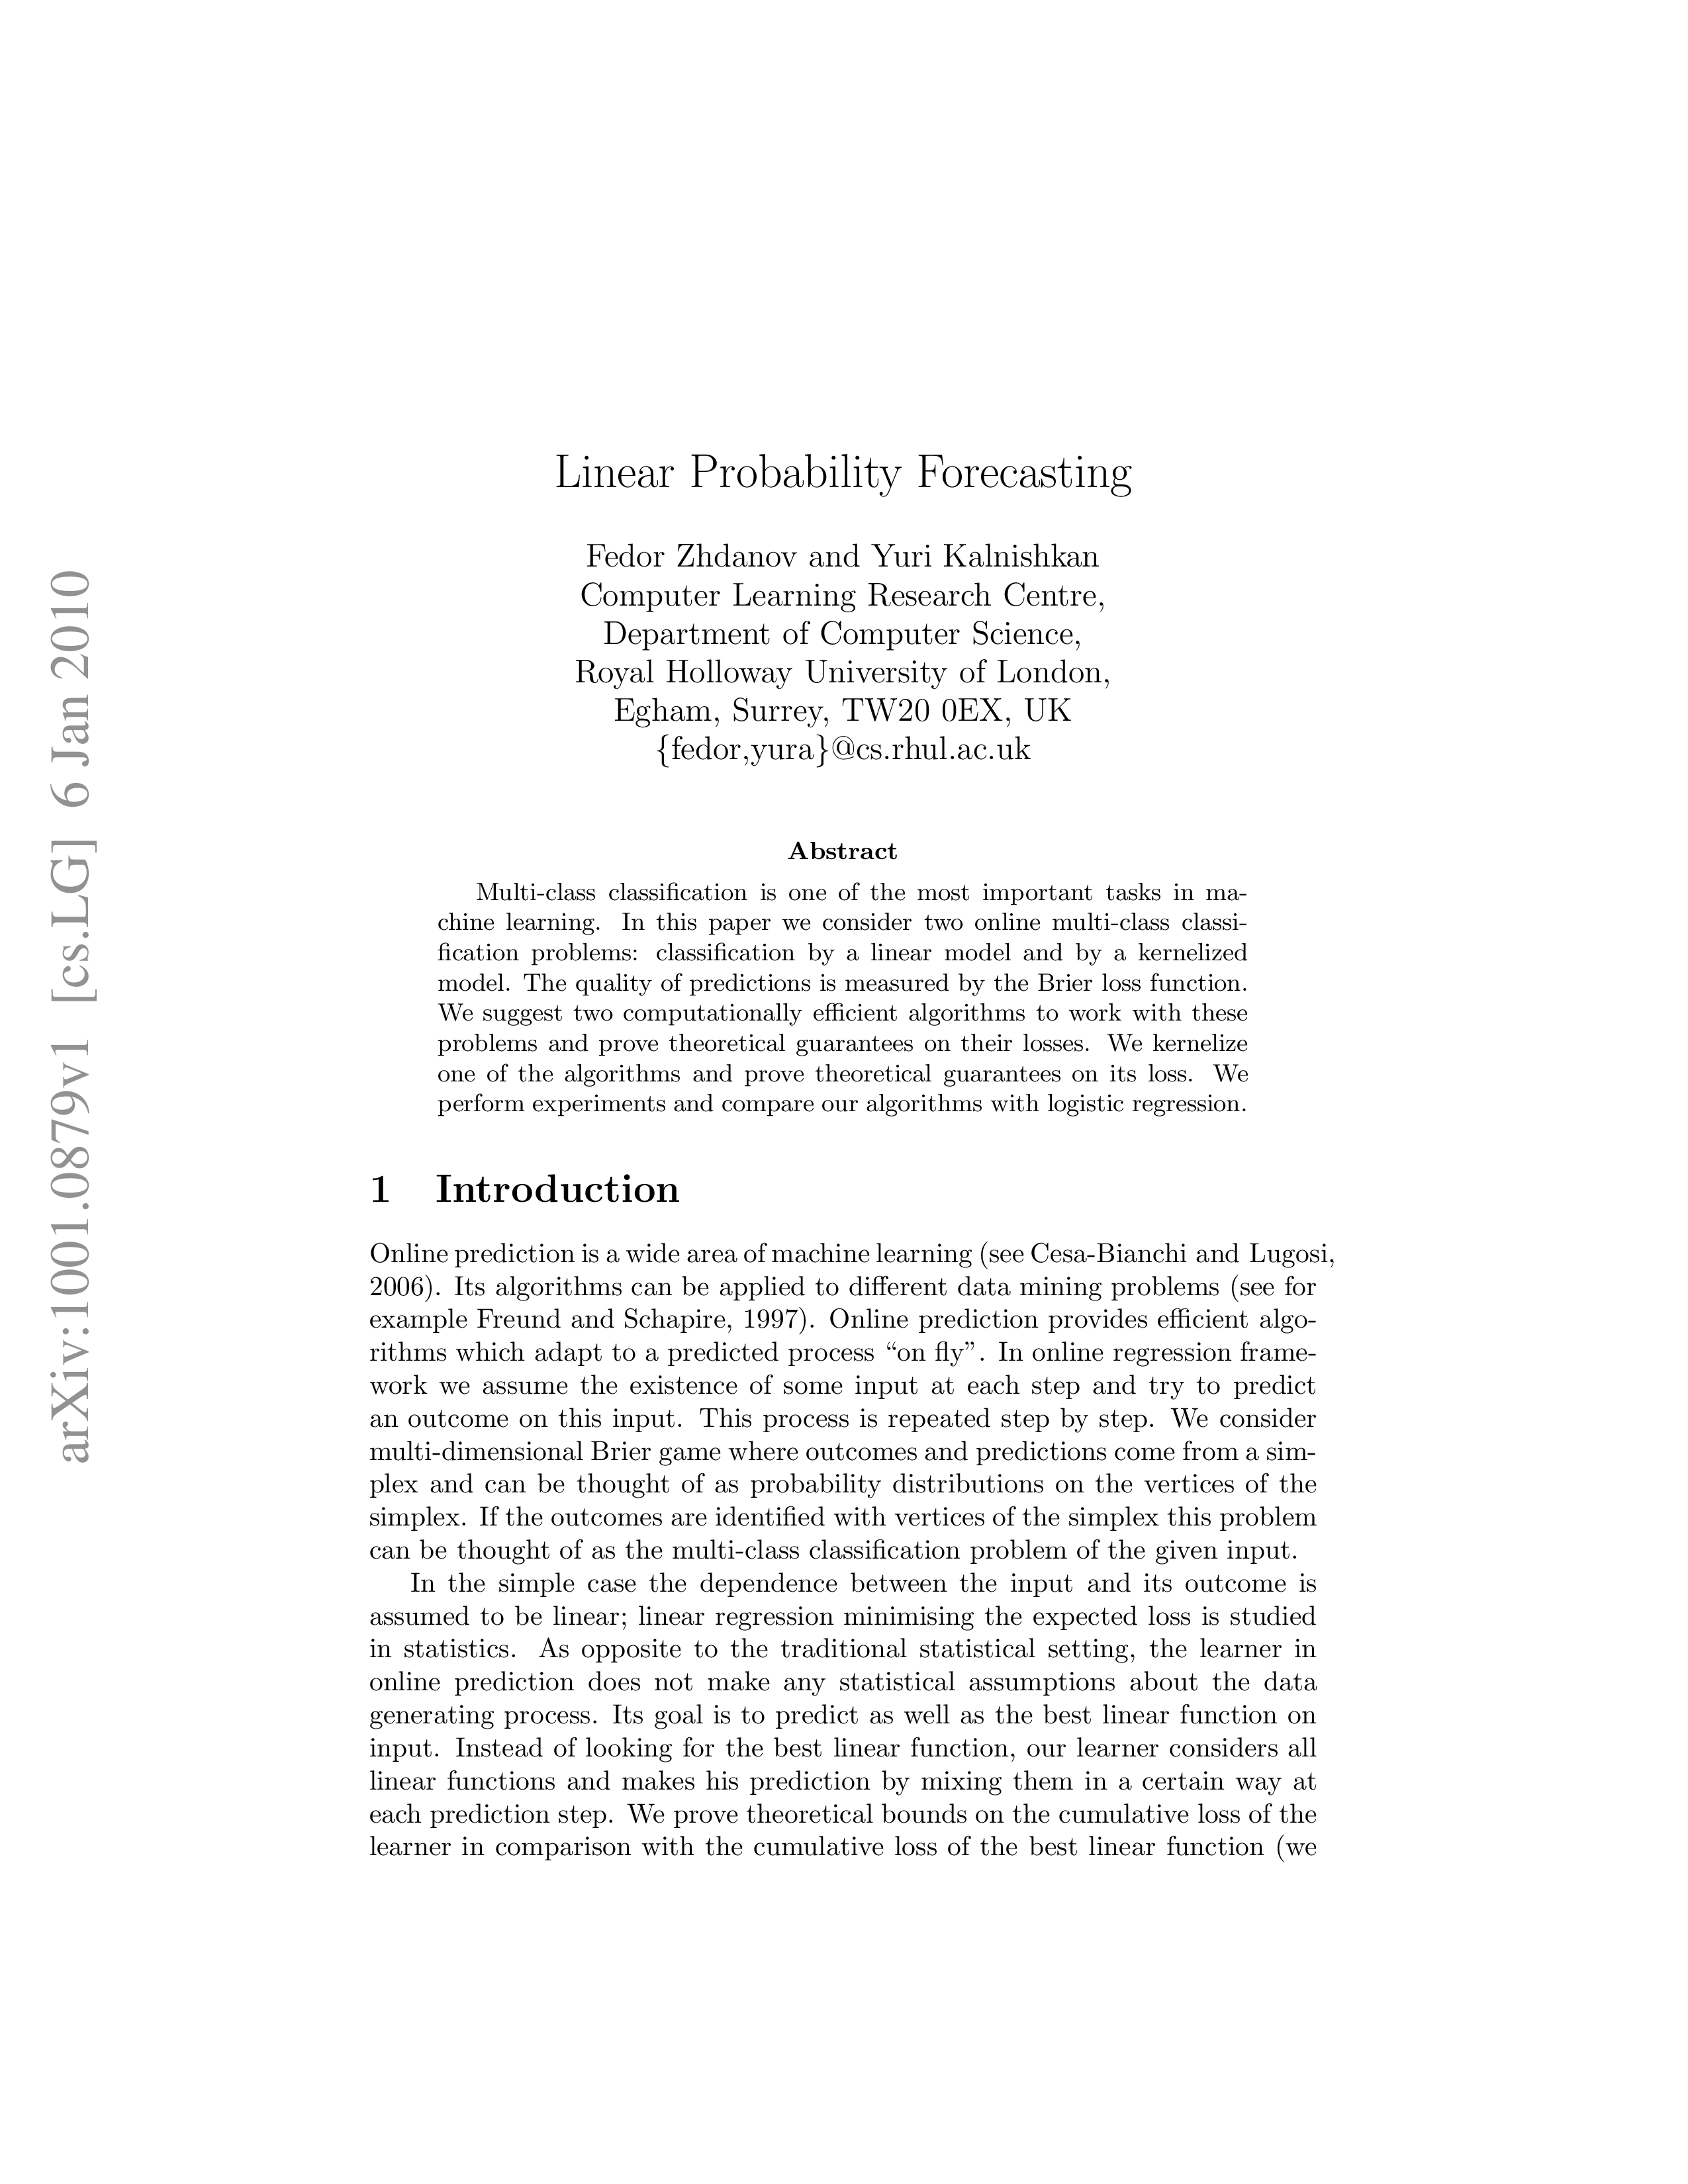 arXiv:1001.0879v1 [cs.LG] 6 Jan 2010
Linear Probability Forecasting
Fedor Zhdanov and Yuri Kalnishkan
Computer Learning Research Centre,
Department of Computer Science,
Royal Holloway University of London,
Egham, Surrey, TW20 0EX, UK
{fedor,yura}@cs.rhul.ac.uk
Abstract
Multi-class classification is one of the most important tasks in ma-
chine learning. In this paper we consider two online multi-class classi-
fication problems: classification by a linear model and by a kernelized
model. The quality of predictions is measured by the Brier loss function.
We suggest two computationally efficient algorithms to work with these
problems and prove theoretical guarantees on their losses. We kernelize
one of the algorithms and prove theoretical guarantees on its loss. We
perform experiments and compare our algorithms with logistic regression.
1 Introduction
Online prediction is a wide area of machine learning (see Cesa-Bianchi and Lugosi,
2006). Its algorithms can be applied to different data mining problems (see for
example Freund and Schapire, 1997). Online prediction provides efficient algo-
rithms which adapt to a predicted process “on fly”. In online regression frame-
work we assume the existence of some input at each step and try to predict
an outcome on this input. This process is repeated step by step. We consider
multi-dimensional Brier game where outcomes and predictions come from a sim-
plex and can be thought of as probability distributions on the vertices of the
simplex. If the outcomes are identified with vertices of the simplex this problem
can be thought of as the multi-class classification problem of the given input.
In the simple case the dependence between the input and its outcome is
assumed to be linear; linear regression minimising the expected loss is studied
in statistics. As opposite to the traditional statistical setting, the learner in
online prediction does not make any statistical assumptions about the data
generating process. Its goal is to predict as well as the best linear function on
input. Instead of looking for the best linear function, our learner considers all
linear functions and makes his prediction by mixing them in a certain way at
each prediction step. We prove theoretical bounds on the cumulative loss of the
learner in comparison with the cumulative loss of the best linear function (we